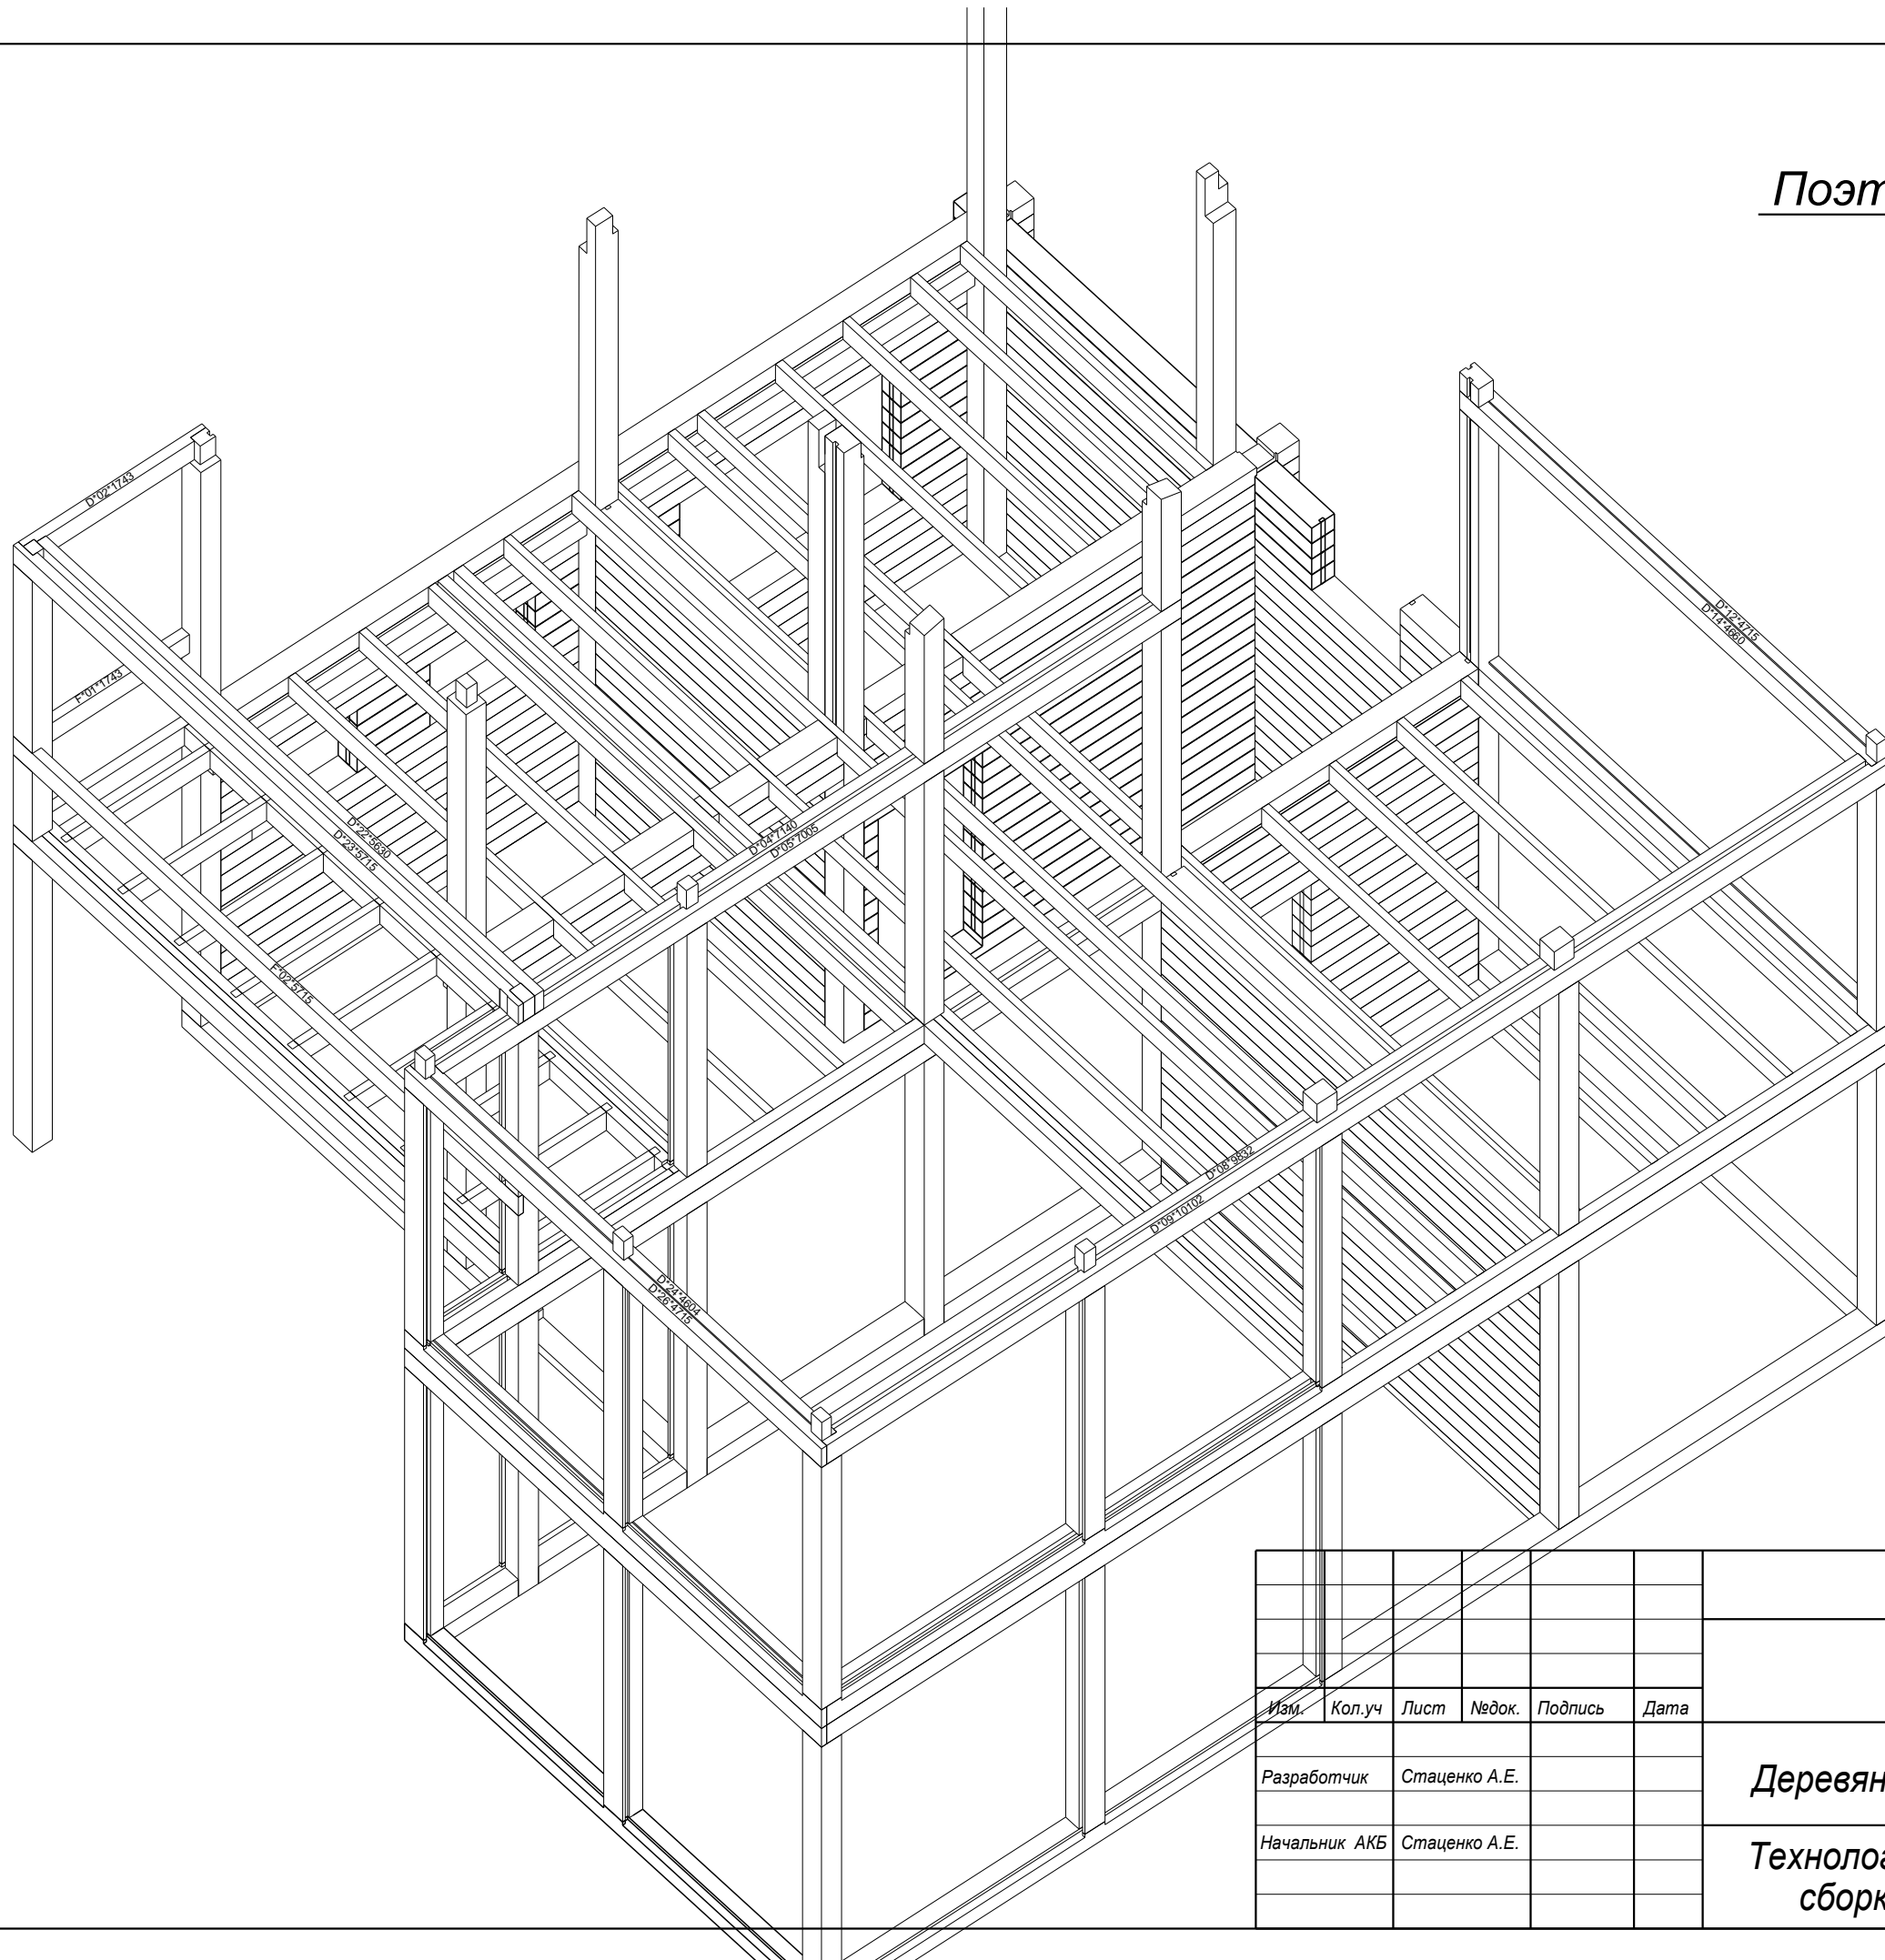 Поэт
D*02*1743
F*01*1743
D*12*4715
D*14*4660
D*22*5630
D*23*5715
D*04*7140
D*05*7005
F*02*5715
D*08*9832
D*09*10102
D*24*4604
D*26*4715
Изм. Кол.уч Лист №док. Подпись Дата
Разработчик Стаценко А.Е.
Деревян
Начальник АКБ Стаценко А.Е.
Технолог
сборк